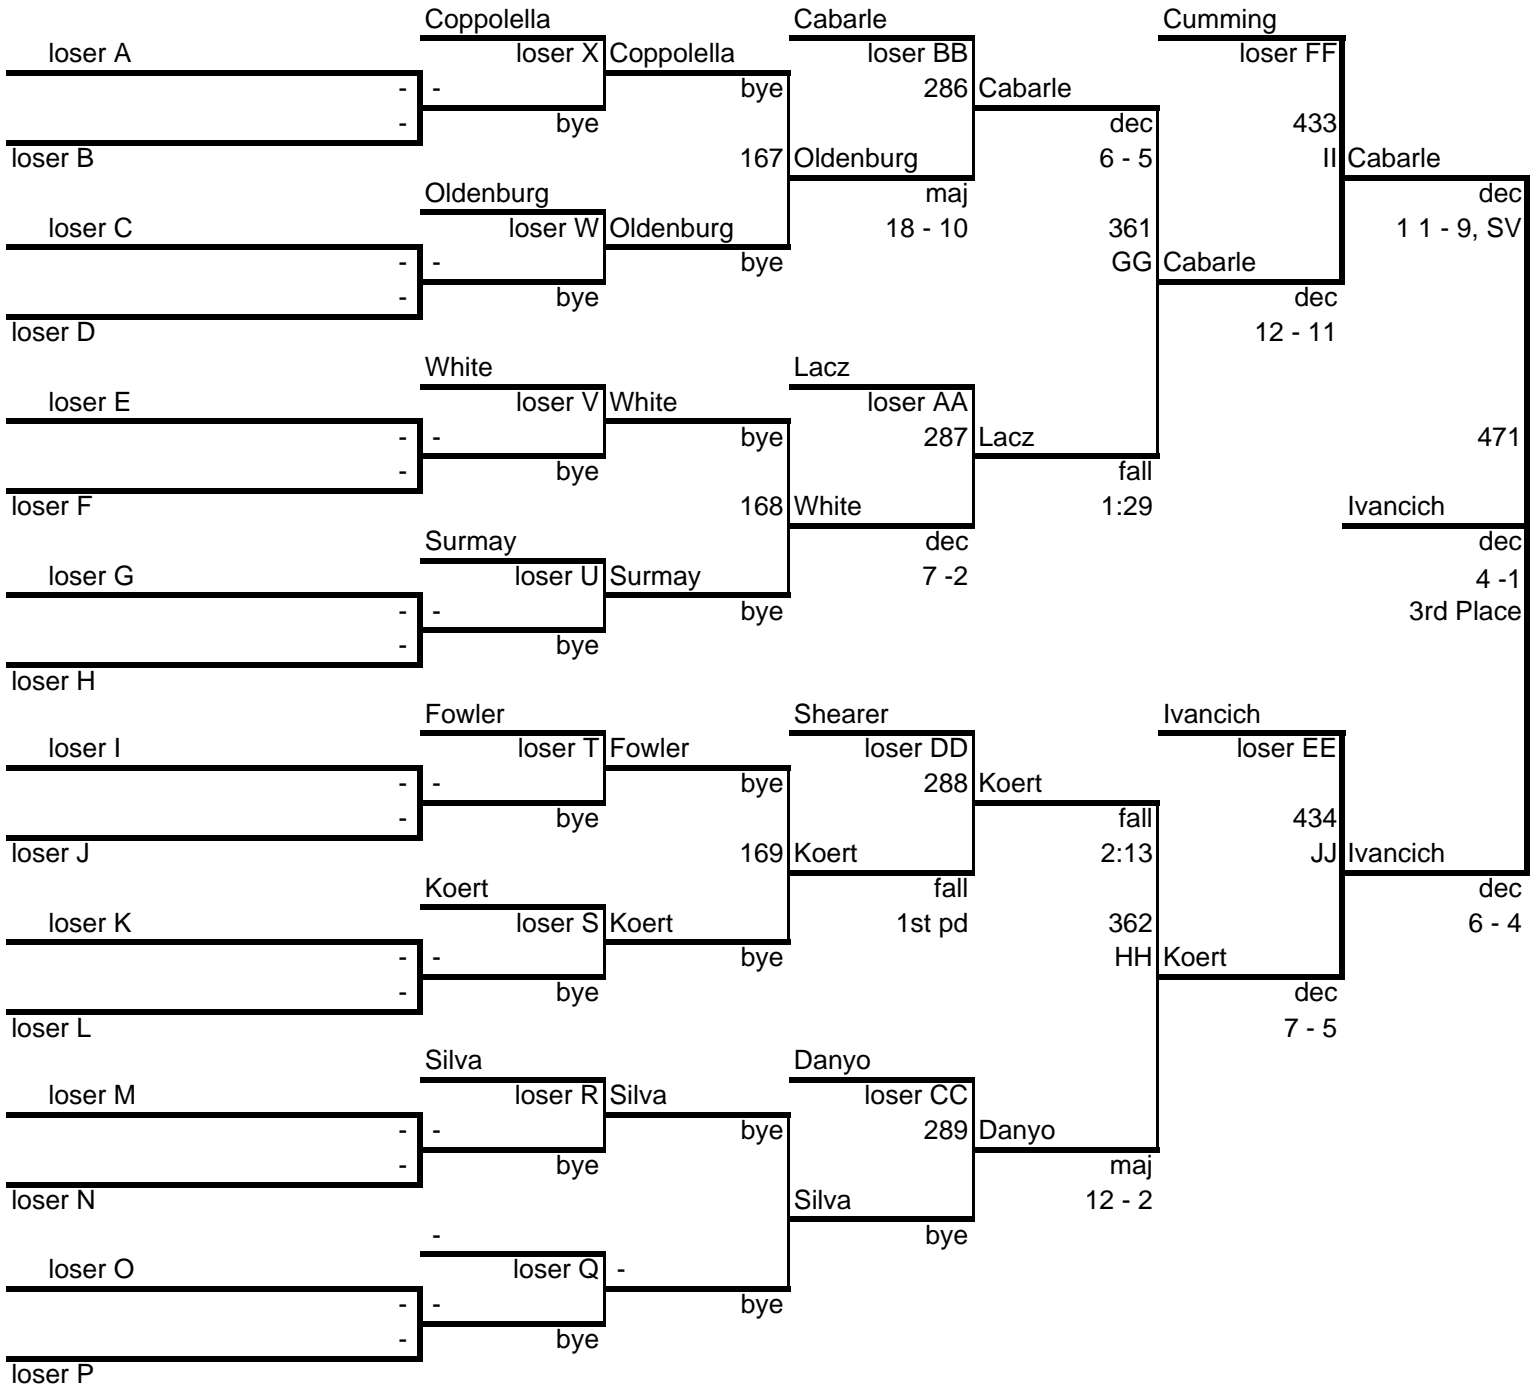 Coppolella Cabarle Cumming
loser A loser X Coppolella loser BB loser FF
- - bye 286 Cabarle
- bye dec 433
loser B 167 Oldenburg 6 - 5 II Cabarle
Oldenburg maj dec
loser C loser W Oldenburg 18 - 10 361 1 1 - 9, SV
- - bye GG Cabarle
- bye dec
loser D 12 - 11
White Lacz
loser E loser V White loser AA
- - bye 287 Lacz 471
- bye fall
loser F 168 White 1:29 Ivancich
Surmay dec dec
loser G loser U Surmay 7 -2 4 -1
- - bye 3rd Place
- bye
loser H
Fowler Shearer Ivancich
loser I loser T Fowler loser DD loser EE
- - bye 288 Koert
- bye fall 434
loser J 169 Koert 2:13 JJ Ivancich
Koert fall dec
loser K loser S Koert 1st pd 362 6 - 4
- - bye HH Koert
- bye dec
loser L 7 - 5
Silva Danyo
loser M loser R Silva loser CC
- - bye 289 Danyo
- bye maj
loser N Silva 12 - 2
- bye
loser O loser Q -
- - bye
- bye
loser P